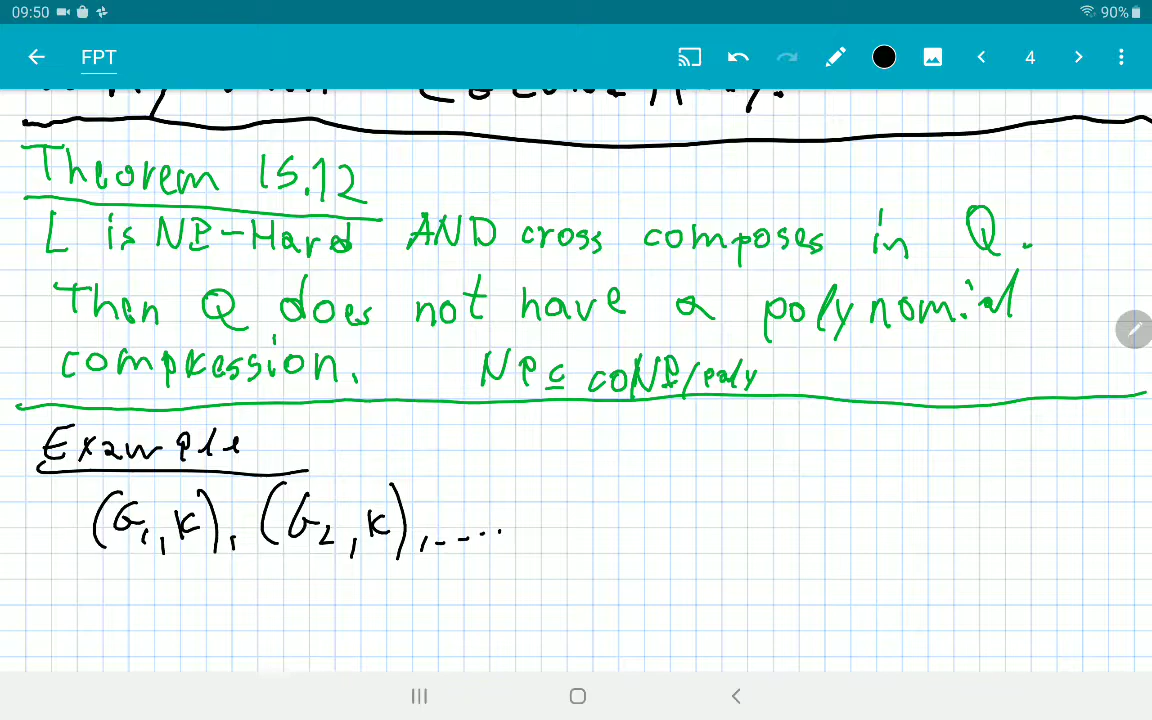 09:50 90%
FPT 4
Theorem 15.12
L is NP-Hard AND cross composes in Q.
Then Q does not have a polynomial
compression. NP ⊆ coNP/poly
Example
(G1, K), (G2, K), ....